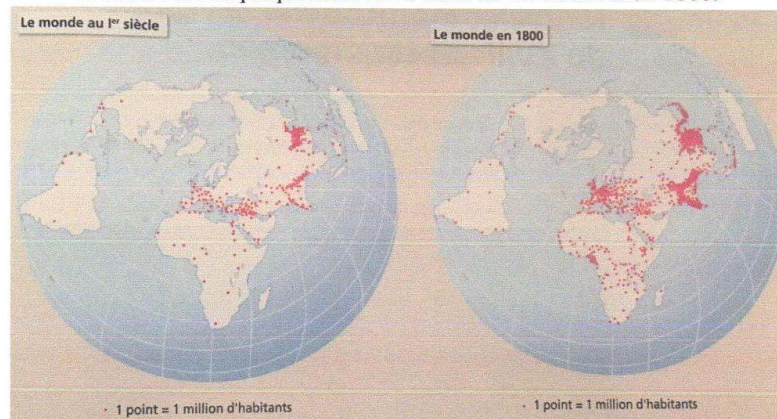 Le monde au Iᵉʳ siècle
Le monde en 1800
1 point = 1 million d'habitants
1 point = 1 million d'habitants